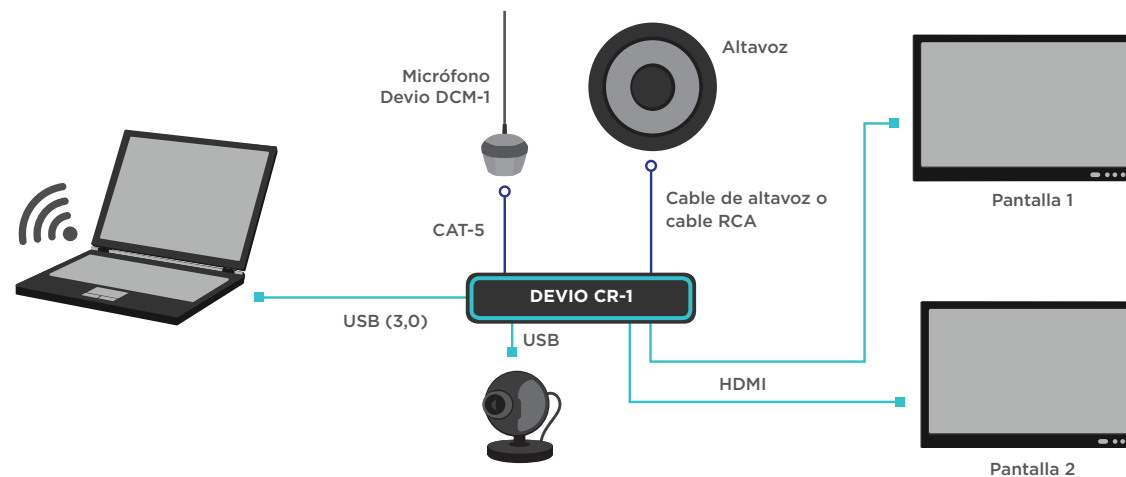 Altavoz
Micrófono
Devio DCM-1
Pantalla 1
Cable de altavoz o
cable RCA
CAT-5
DEVIO CR-1
USB (3,0)
USB
HDMI
Pantalla 2